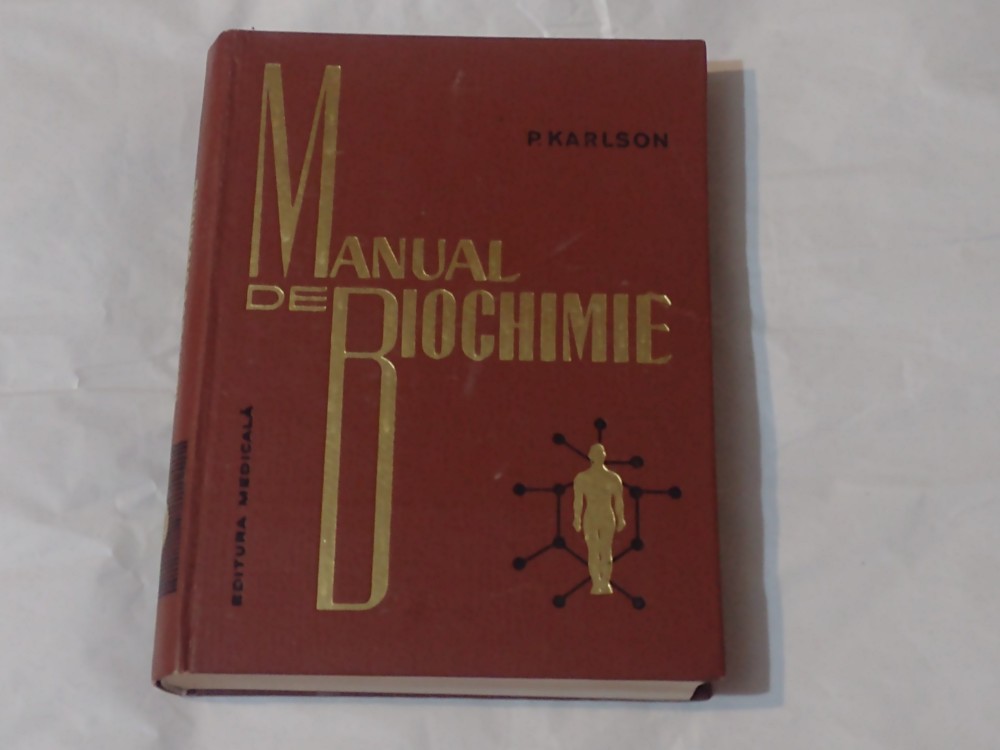 P. KARLSON
MANUAL
DE BIOCHIMIE
EDITURA MEDICALĂ